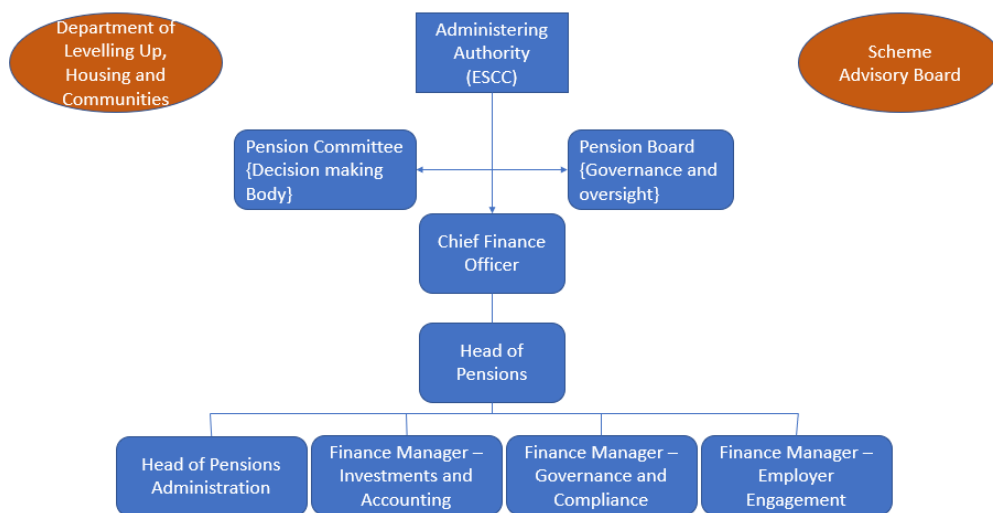 Department of
Levelling Up,
Housing and
Communities
Administering
Authority
(ESCC)
Scheme
Advisory Board
Pension Committee
{Decision making
Body}
Pension Board
{Governance and
oversight}
Chief Finance
Officer
Head of
Pensions
Head of Pensions
Administration
Finance Manager –
Investments and
Accounting
Finance Manager –
Governance and
Compliance
Finance Manager –
Employer
Engagement